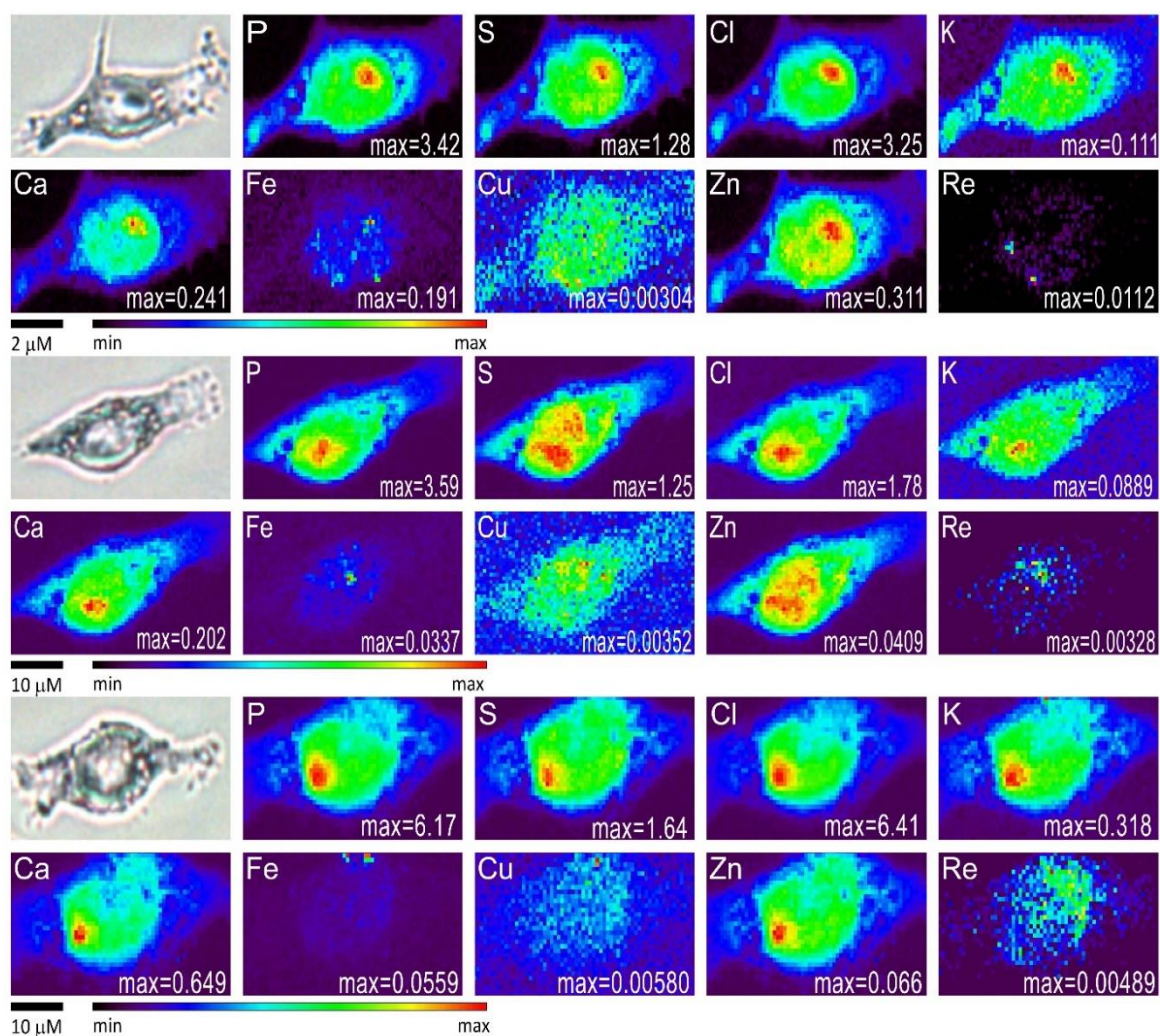 P S Cl K
max=3.42 max=1.28 max=3.25 max=0.111
Ca Fe Cu Zn Re
max=0.241 max=0.191 max=0.00304 max=0.311 max=0.0112
2 μM min max
P S Cl K
max=3.59 max=1.25 max=1.78 max=0.0889
Ca Fe Cu Zn Re
max=0.202 max=0.0337 max=0.00352 max=0.0409 max=0.00328
10 μM min max
P S Cl K
max=6.17 max=1.64 max=6.41 max=0.318
Ca Fe Cu Zn Re
max=0.649 max=0.0559 max=0.00580 max=0.066 max=0.00489
10 μM min max